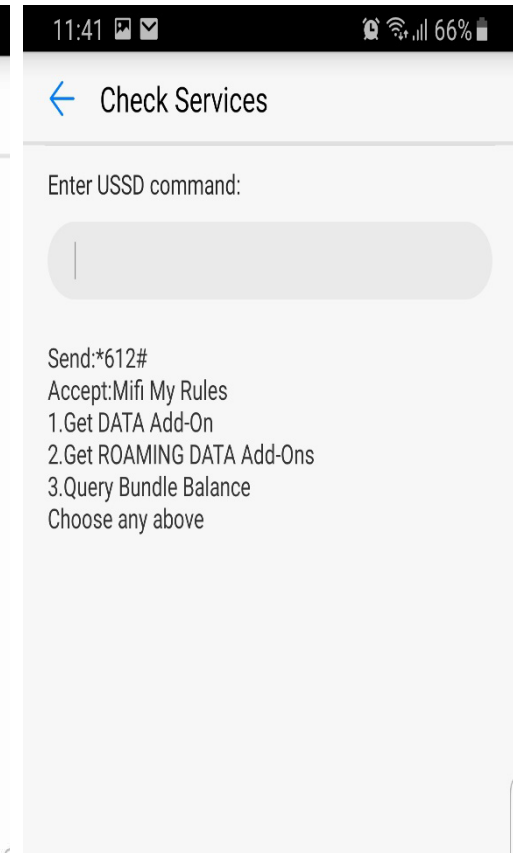 11:41 66%
Check Services
Enter USSD command:
Send:*612#
Accept:Mifi My Rules
1.Get DATA Add-On
2.Get ROAMING DATA Add-Ons
3.Query Bundle Balance
Choose any above